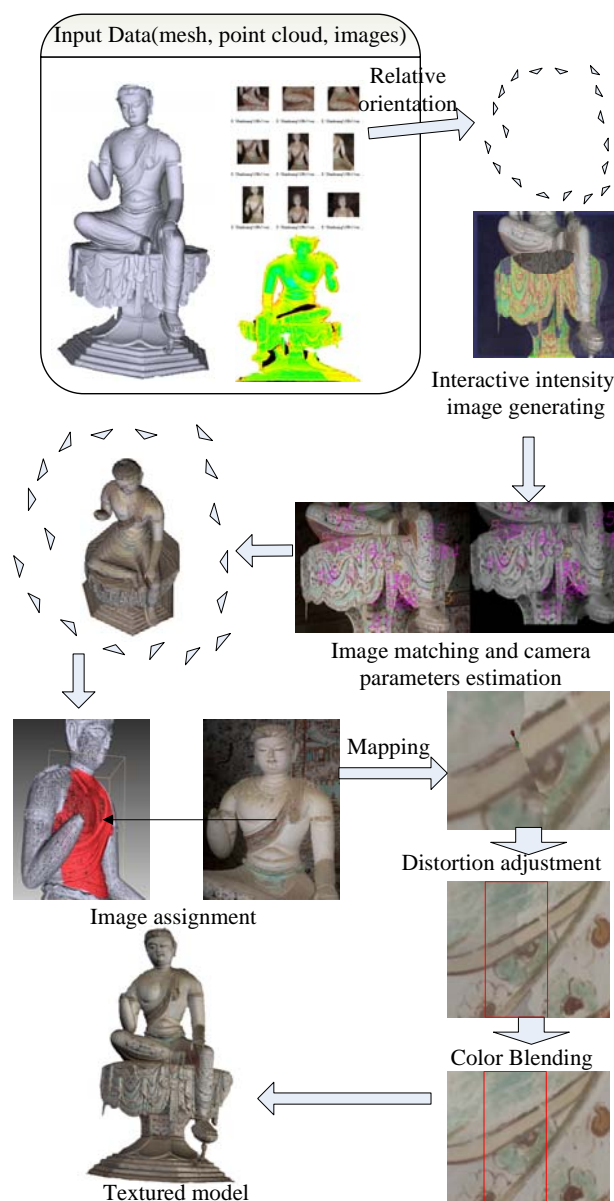 Input Data(mesh, point cloud, images)
Relative
orientation
Interactive intensity
image generating
Image matching and camera
parameters estimation
Mapping
Distortion adjustment
Image assignment
Color Blending
Textured model